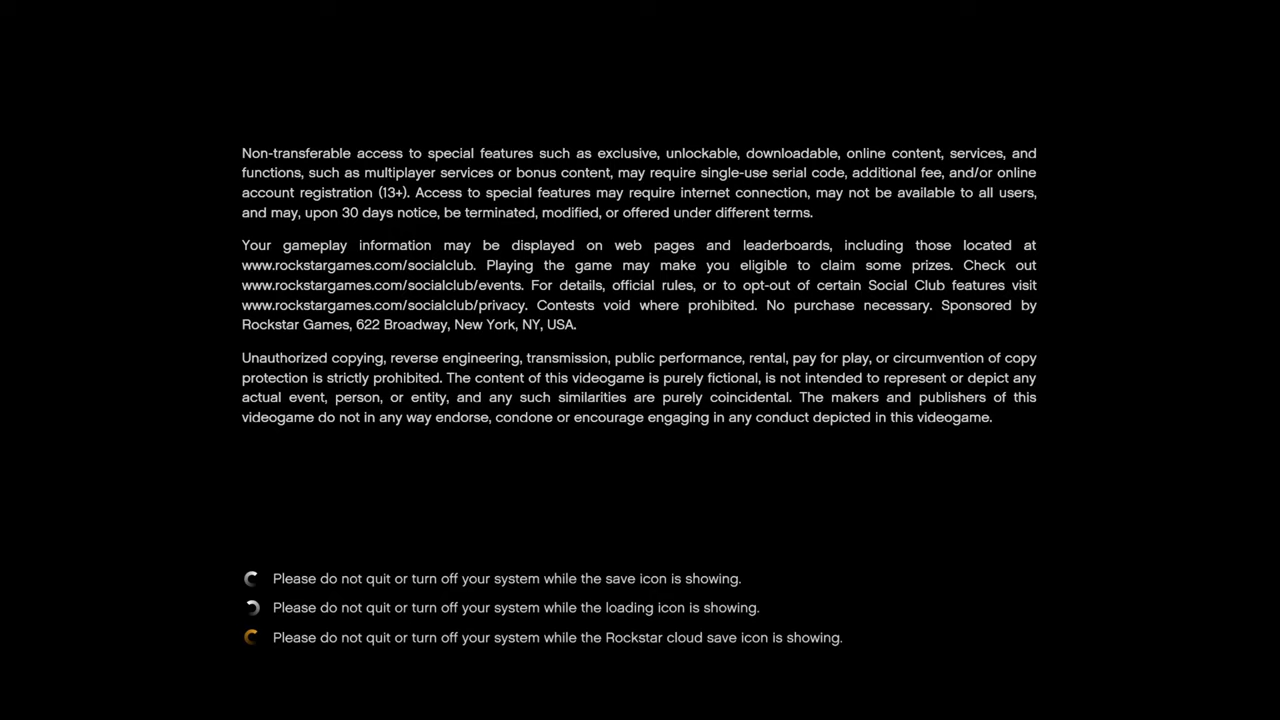 Non-transferable access to special features such as exclusive, unlockable, downloadable, online content, services, and
functions, such as multiplayer services or bonus content, may require single-use serial code, additional fee, and/or online
account registration (13+). Access to special features may require internet connection, may not be available to all users,
and may, upon 30 days notice, be terminated, modified, or offered under different terms.
Your gameplay information may be displayed on web pages and leaderboards, including those located at
www.rockstargames.com/socialclub. Playing the game may make you eligible to claim some prizes. Check out
www.rockstargames.com/socialclub/events. For details, official rules, or to opt-out of certain Social Club features visit
www.rockstargames.com/socialclub/privacy. Contests void where prohibited. No purchase necessary. Sponsored by
Rockstar Games, 622 Broadway, New York, NY, USA.
Unauthorized copying, reverse engineering, transmission, public performance, rental, pay for play, or circumvention of copy
protection is strictly prohibited. The content of this videogame is purely fictional, is not intended to represent or depict any
actual event, person, or entity, and any such similarities are purely coincidental. The makers and publishers of this
videogame do not in any way endorse, condone or encourage engaging in any conduct depicted in this videogame.
Please do not quit or turn off your system while the save icon is showing.
Please do not quit or turn off your system while the loading icon is showing.
Please do not quit or turn off your system while the Rockstar cloud save icon is showing.